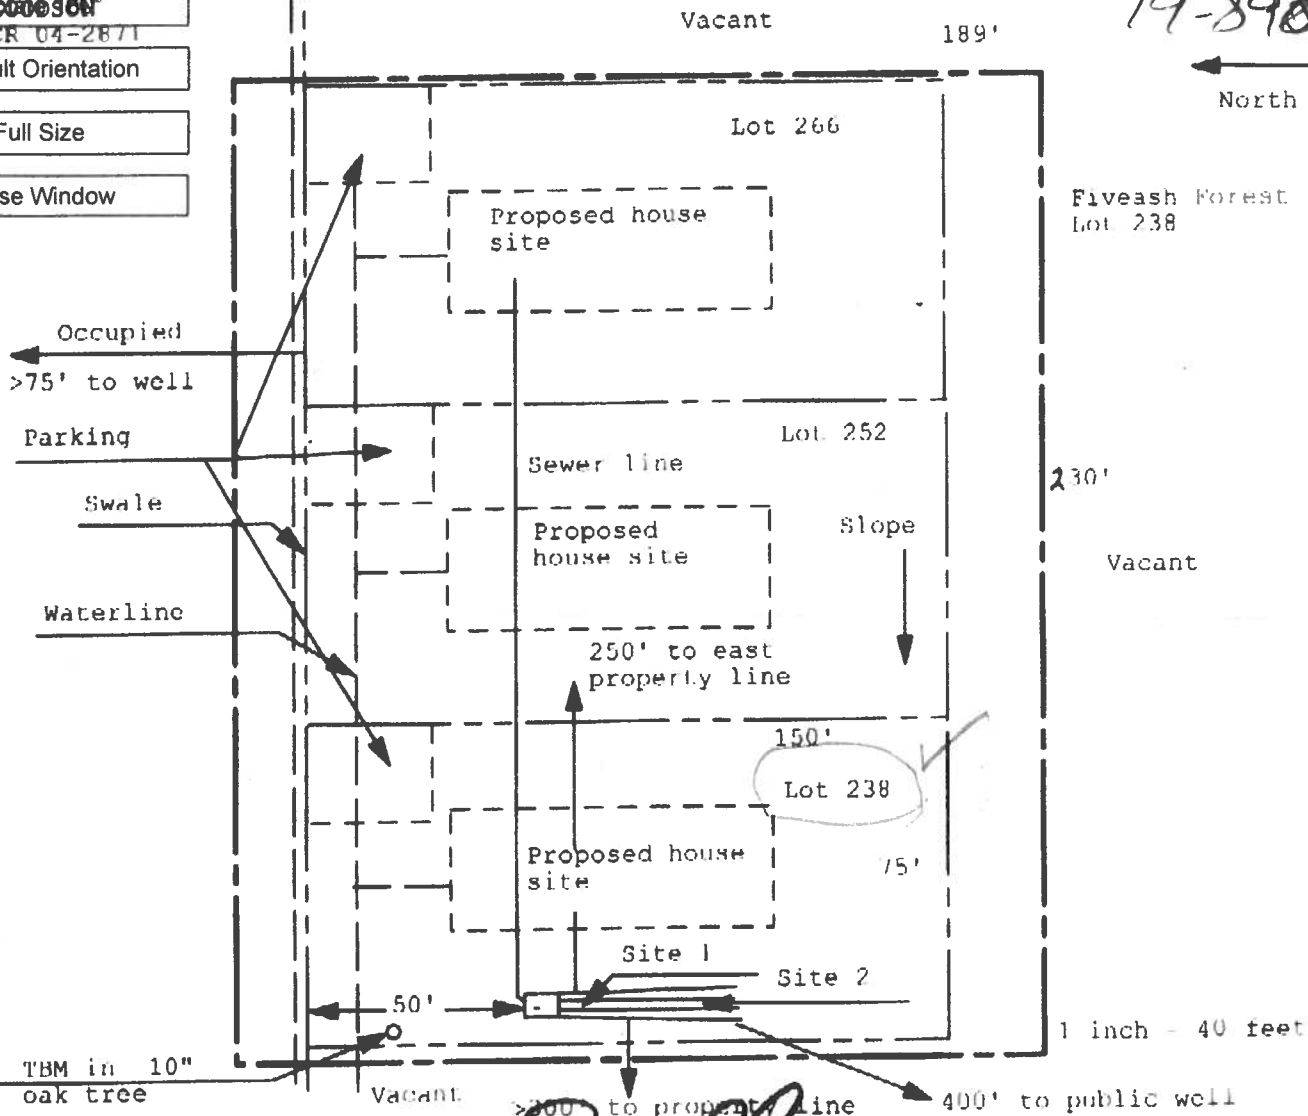 CR 04-2871
Vacant
189'
ult Orientation
North
Full Size
Lot 266
se Window
Fiveash Forest
Lot 238
Proposed house
site
Occupied
>75' to well
Parking
Lot 252
Sewer line
230'
Swale
Slope
Proposed
house site
Vacant
Waterline
250' to east
property line
150'
Lot 238
Proposed house
site
75'
Site 1
Site 2
50'
1 inch - 40 feet
TBM in 10"
oak tree
Vacant
to property line
400' to public well